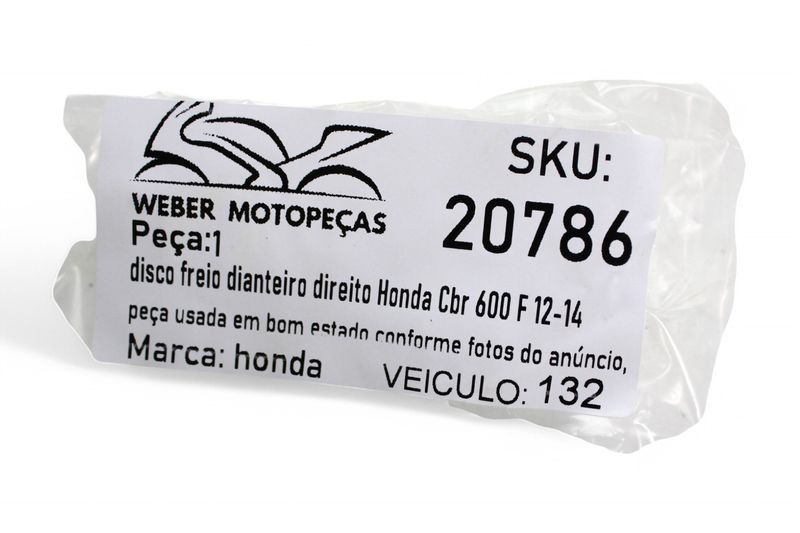 SKU:
20786
WEBER MOTOPEÇAS
Peça:1
disco freio dianteiro direito Honda Cbr 600 F 12-14
peça usada em bom estado conforme fotos do anúncio,
Marca: honda
VEICULO: 132